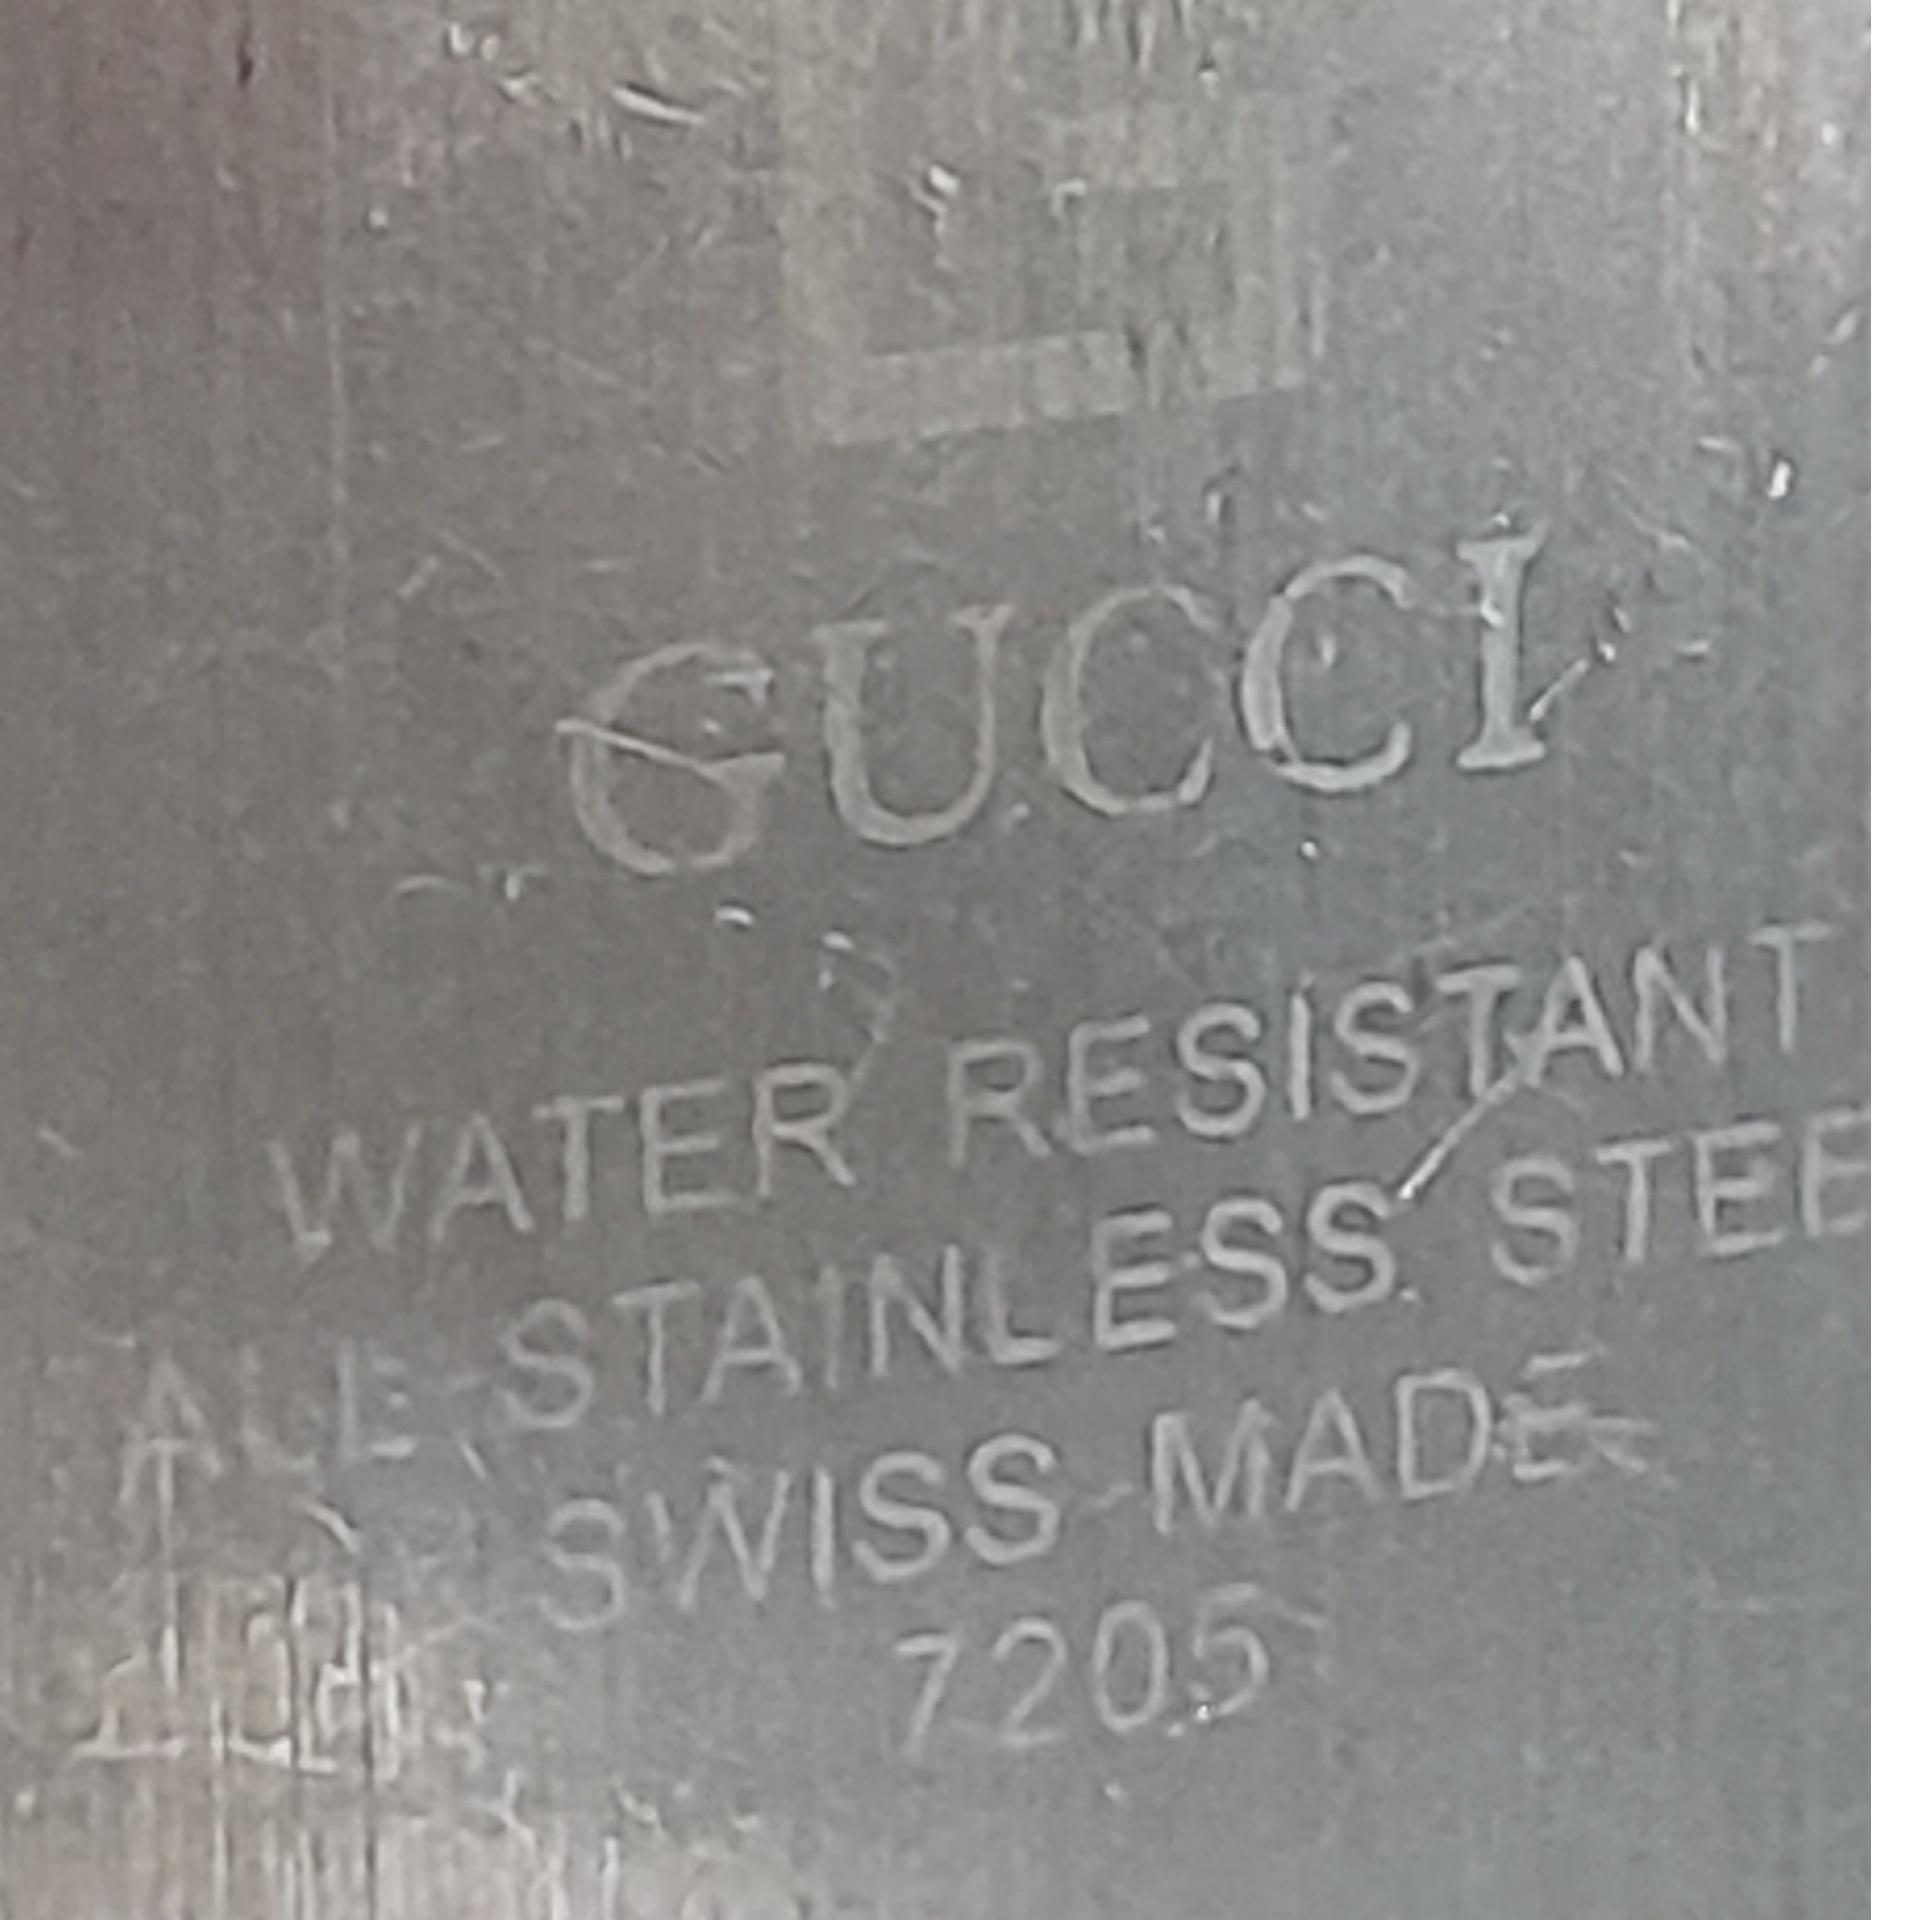 GUCCI
WATER RESISTANT
ALL STAINLESS STEE
SWISS MADE
7205